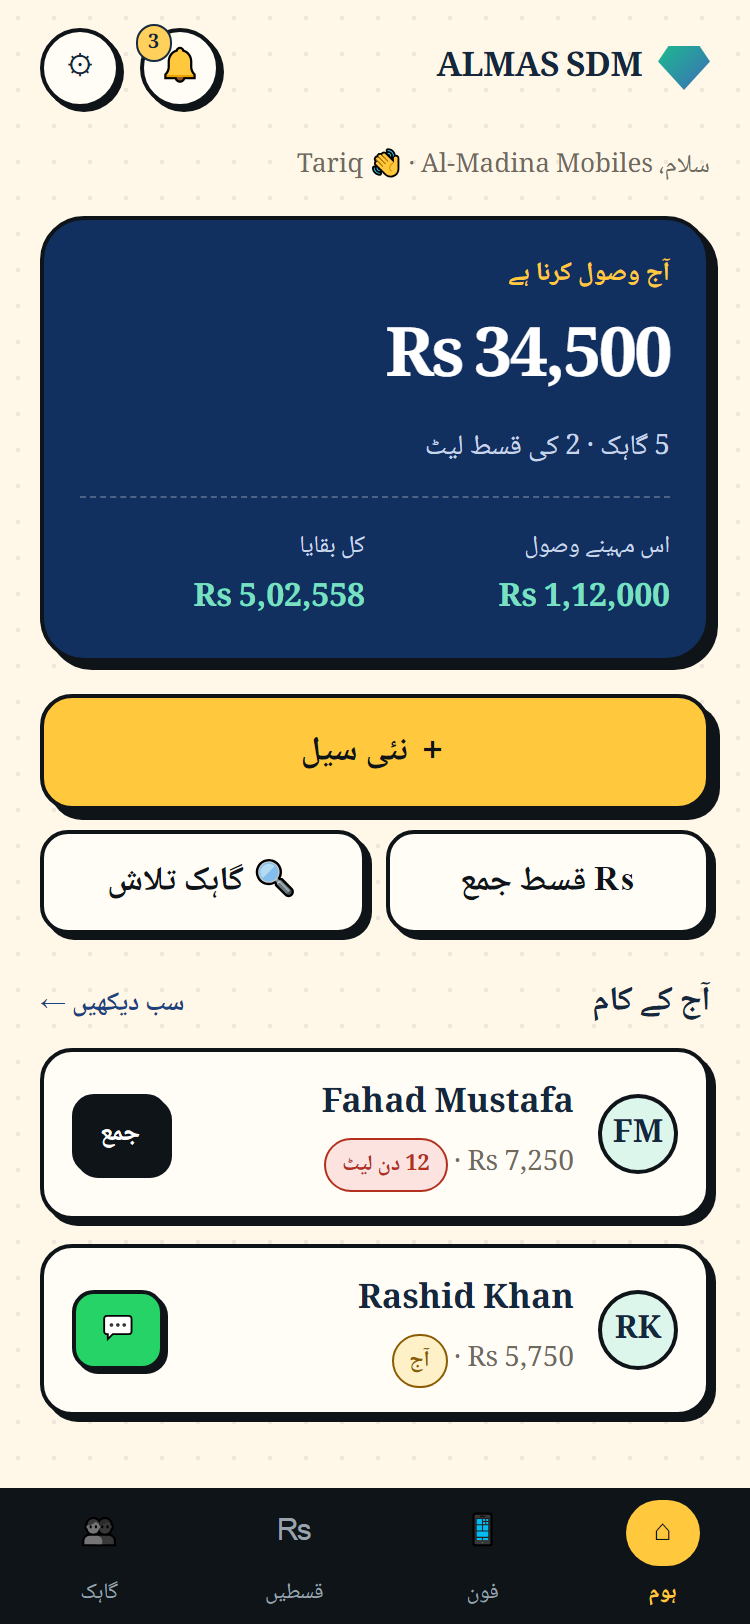 ALMAS SDM
3
سلام، Tariq 👋 · Al-Madina Mobiles
آج وصول کرنا ہے
Rs 34,500
5 گاہک · 2 کی قسط لیٹ
اس مہینے وصول
Rs 1,12,000
کل بقایا
Rs 5,02,558
+ نئی سیل
Rs قسط جمع
🔍 گاہک تلاش
آج کے کام
سب دیکھیں ←
FM
Fahad Mustafa
Rs 7,250 · 12 دن لیٹ
جمع
RK
Rashid Khan
Rs 5,750 · آج
Rs
ہوم
فون
قسطیں
گاہک